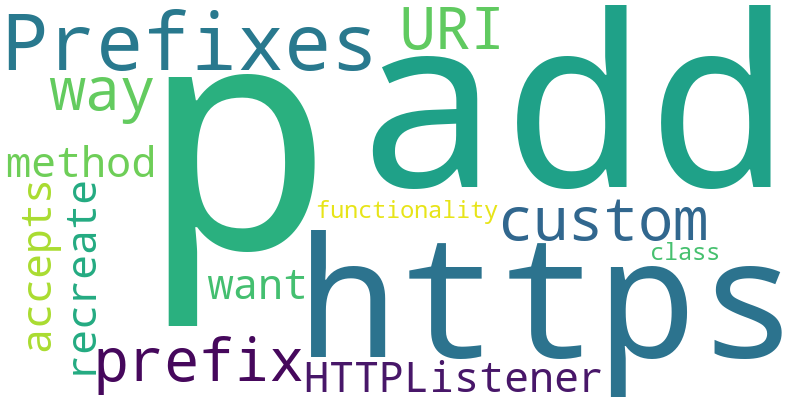 Prefixes
URI
add
way
p
method
accepts
recreate
functionality
custom
class
https
want
prefix
HTTPListener